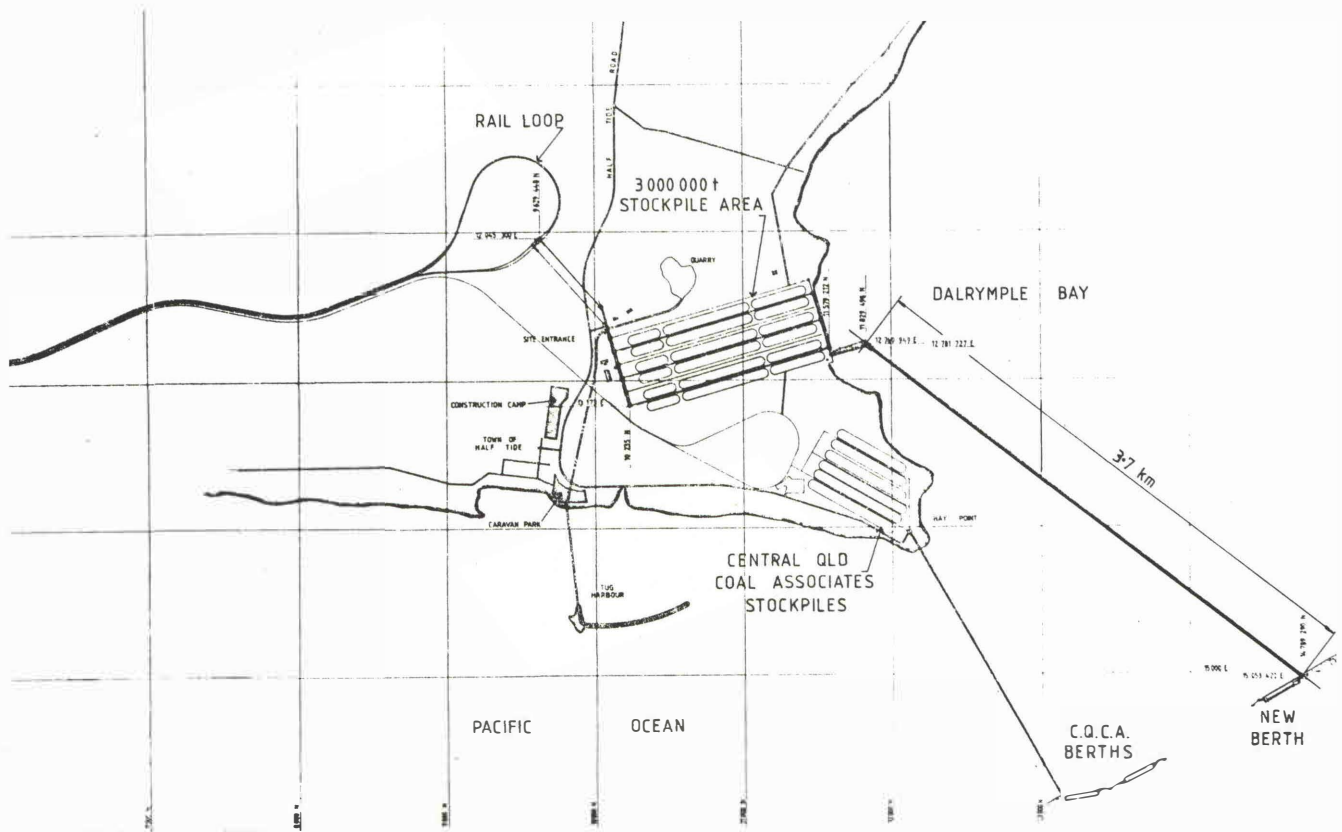 RAIL LOOP
HALF TIDE ROAD
3000000t
STOCKPILE AREA
QUARRY
DALRYMPLE BAY
SITE ENTRANCE
CONSTRUCTION CAMP
TOWN OF
HALF TIDE
CARAVAN PARK
3·7 km
HAY POINT
CENTRAL QLD
COAL ASSOCIATES
STOCKPILES
TUG
HARBOUR
15 000 E
PACIFIC OCEAN
C.Q.C.A.
BERTHS
NEW
BERTH